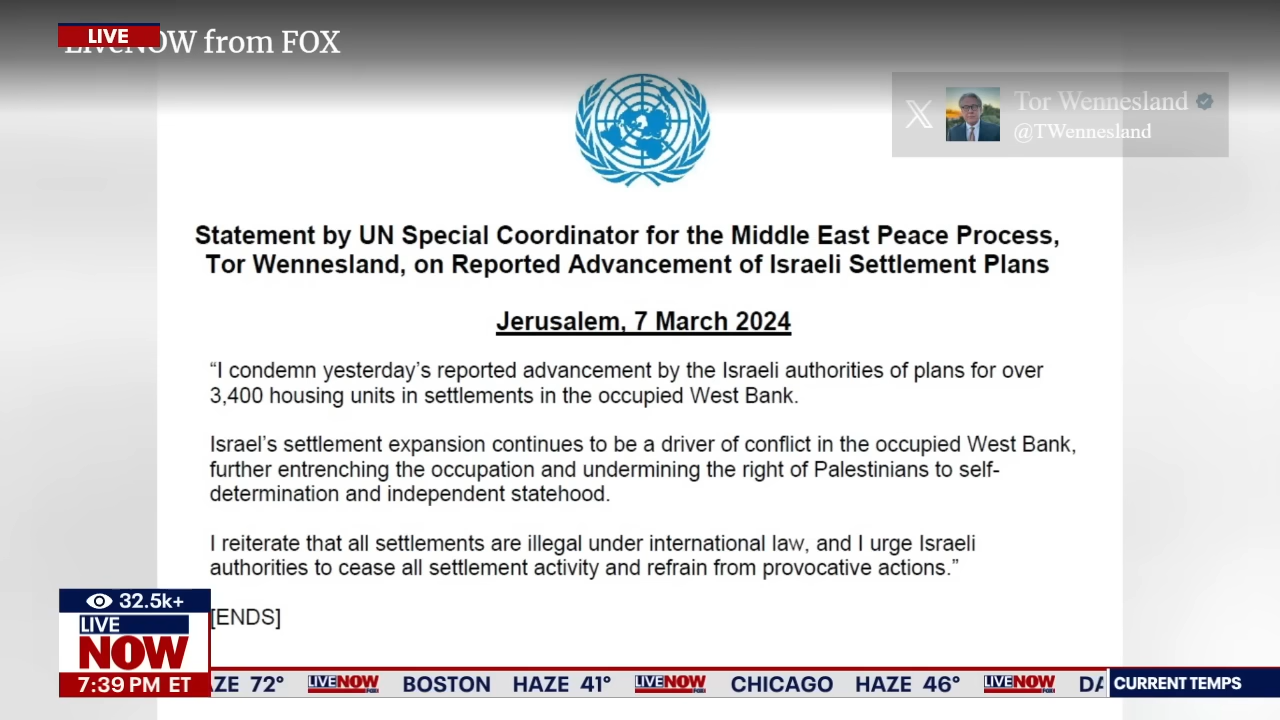 LIVE
LiveNOW from FOX
Tor Wennesland
@TWennesland
Statement by UN Special Coordinator for the Middle East Peace Process,
Tor Wennesland, on Reported Advancement of Israeli Settlement Plans
Jerusalem, 7 March 2024
“I condemn yesterday’s reported advancement by the Israeli authorities of plans for over
3,400 housing units in settlements in the occupied West Bank.
Israel’s settlement expansion continues to be a driver of conflict in the occupied West Bank,
further entrenching the occupation and undermining the right of Palestinians to self-
determination and independent statehood.
I reiterate that all settlements are illegal under international law, and I urge Israeli
authorities to cease all settlement activity and refrain from provocative actions.”
[ENDS]
32.5k+
LIVE
NOW
7:39 PM ET
AZE 72° LIVENOW FOX BOSTON HAZE 41° LIVENOW FOX CHICAGO HAZE 46° LIVENOW FOX DA CURRENT TEMPS